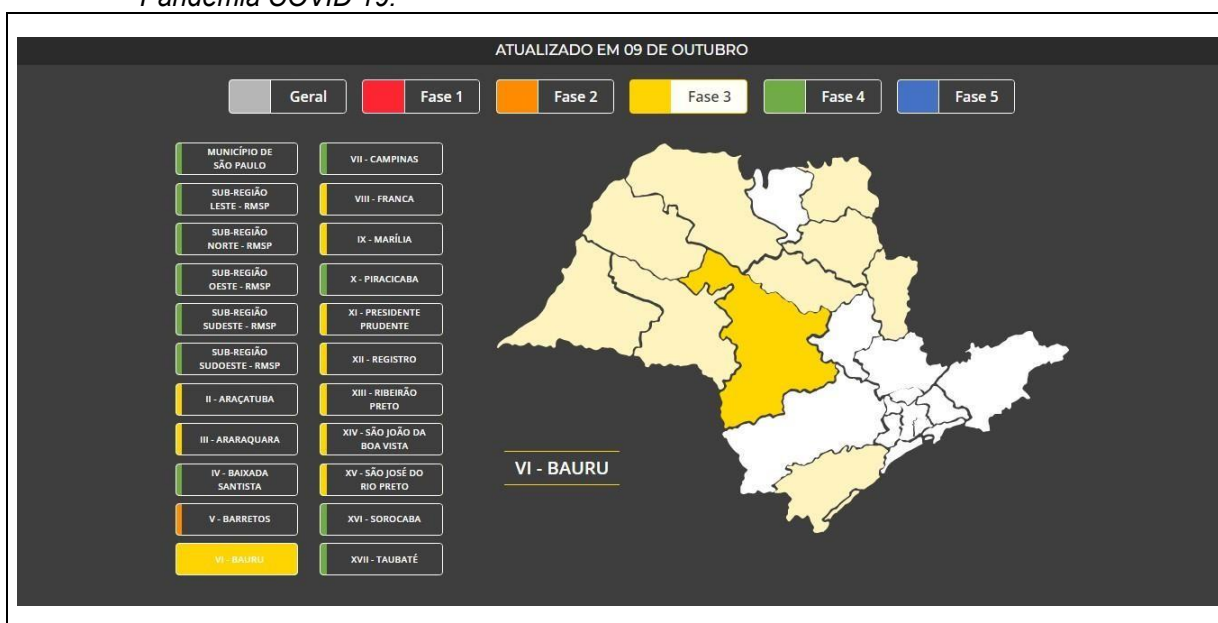 Pandemia COVID 19.
ATUALIZADO EM 09 DE OUTUBRO
Geral
Fase 1
Fase 2
Fase 3
Fase 4
Fase 5
MUNICÍPIO DE
SÃO PAULO
SUB-REGIÃO
LESTE - RMSP
SUB-REGIÃO
NORTE - RMSP
SUB-REGIÃO
OESTE - RMSP
SUB-REGIÃO
SUDESTE - RMSP
SUB-REGIÃO
SUDOESTE - RMSP
II - ARAÇATUBA
III - ARARAQUARA
IV - BAIXADA
SANTISTA
V - BARRETOS
VI - BAURU
VII - CAMPINAS
VIII - FRANCA
IX - MARÍLIA
X - PIRACICABA
XI - PRESIDENTE
PRUDENTE
XII - REGISTRO
XIII - RIBEIRÃO
PRETO
XIV - SÃO JOÃO DA
BOA VISTA
XV - SÃO JOSÉ DO
RIO PRETO
XVI - SOROCABA
XVII - TAUBATÉ
VI - BAURU